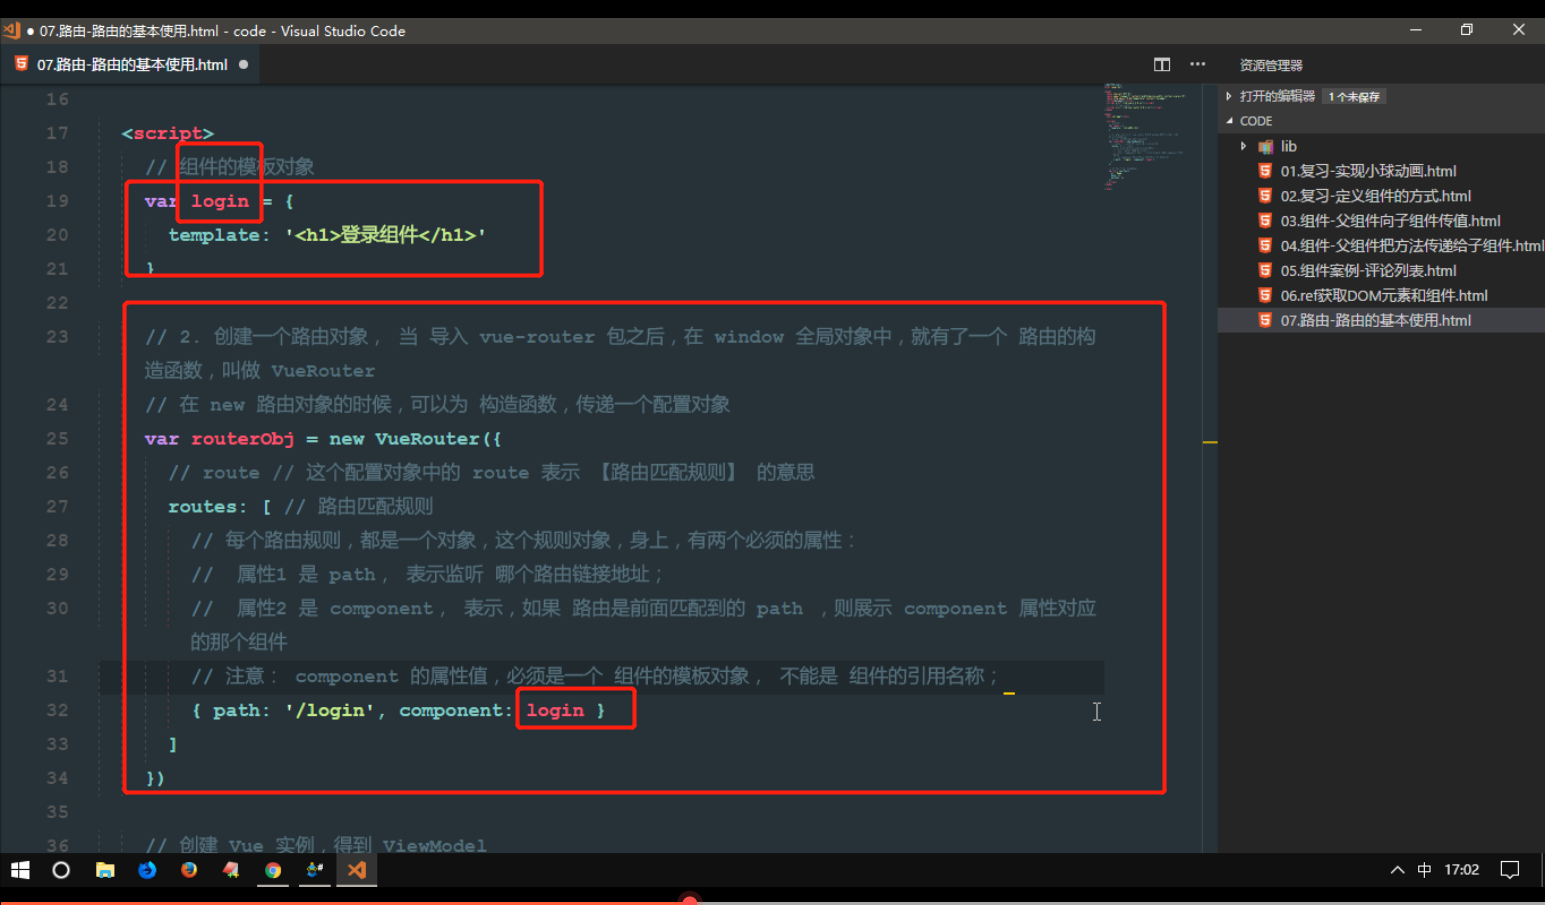 ● 07.路由-路由的基本使用.html - code - Visual Studio Code
07.路由-路由的基本使用.html ●
资源管理器
打开的编辑器 1 个未保存
CODE
lib
01.复习-实现小球动画.html
02.复习-定义组件的方式.html
03.组件-父组件向子组件传值.html
04.组件-父组件把方法传递给子组件.html
05.组件案例-评论列表.html
06.ref获取DOM元素和组件.html
07.路由-路由的基本使用.html
16
17 <script>
18 // 组件的模板对象
19 var login = {
20 template: '<h1>登录组件</h1>'
21 }
22
23 // 2. 创建一个路由对象， 当 导入 vue-router 包之后，在 window 全局对象中，就有了一个 路由的构
造函数，叫做 VueRouter
24 // 在 new 路由对象的时候，可以为 构造函数，传递一个配置对象
25 var routerObj = new VueRouter({
26 // route // 这个配置对象中的 route 表示 【路由匹配规则】 的意思
27 routes: [ // 路由匹配规则
28 // 每个路由规则，都是一个对象，这个规则对象，身上，有两个必须的属性：
29 // 属性1 是 path， 表示监听 哪个路由链接地址；
30 // 属性2 是 component， 表示，如果 路由是前面匹配到的 path ，则展示 component 属性对应
的那个组件
31 // 注意： component 的属性值，必须是一个 组件的模板对象， 不能是 组件的引用名称；
32 { path: '/login', component: login }
33 ]
34 })
35
36 // 创建 Vue 实例，得到 ViewModel
中 17:02